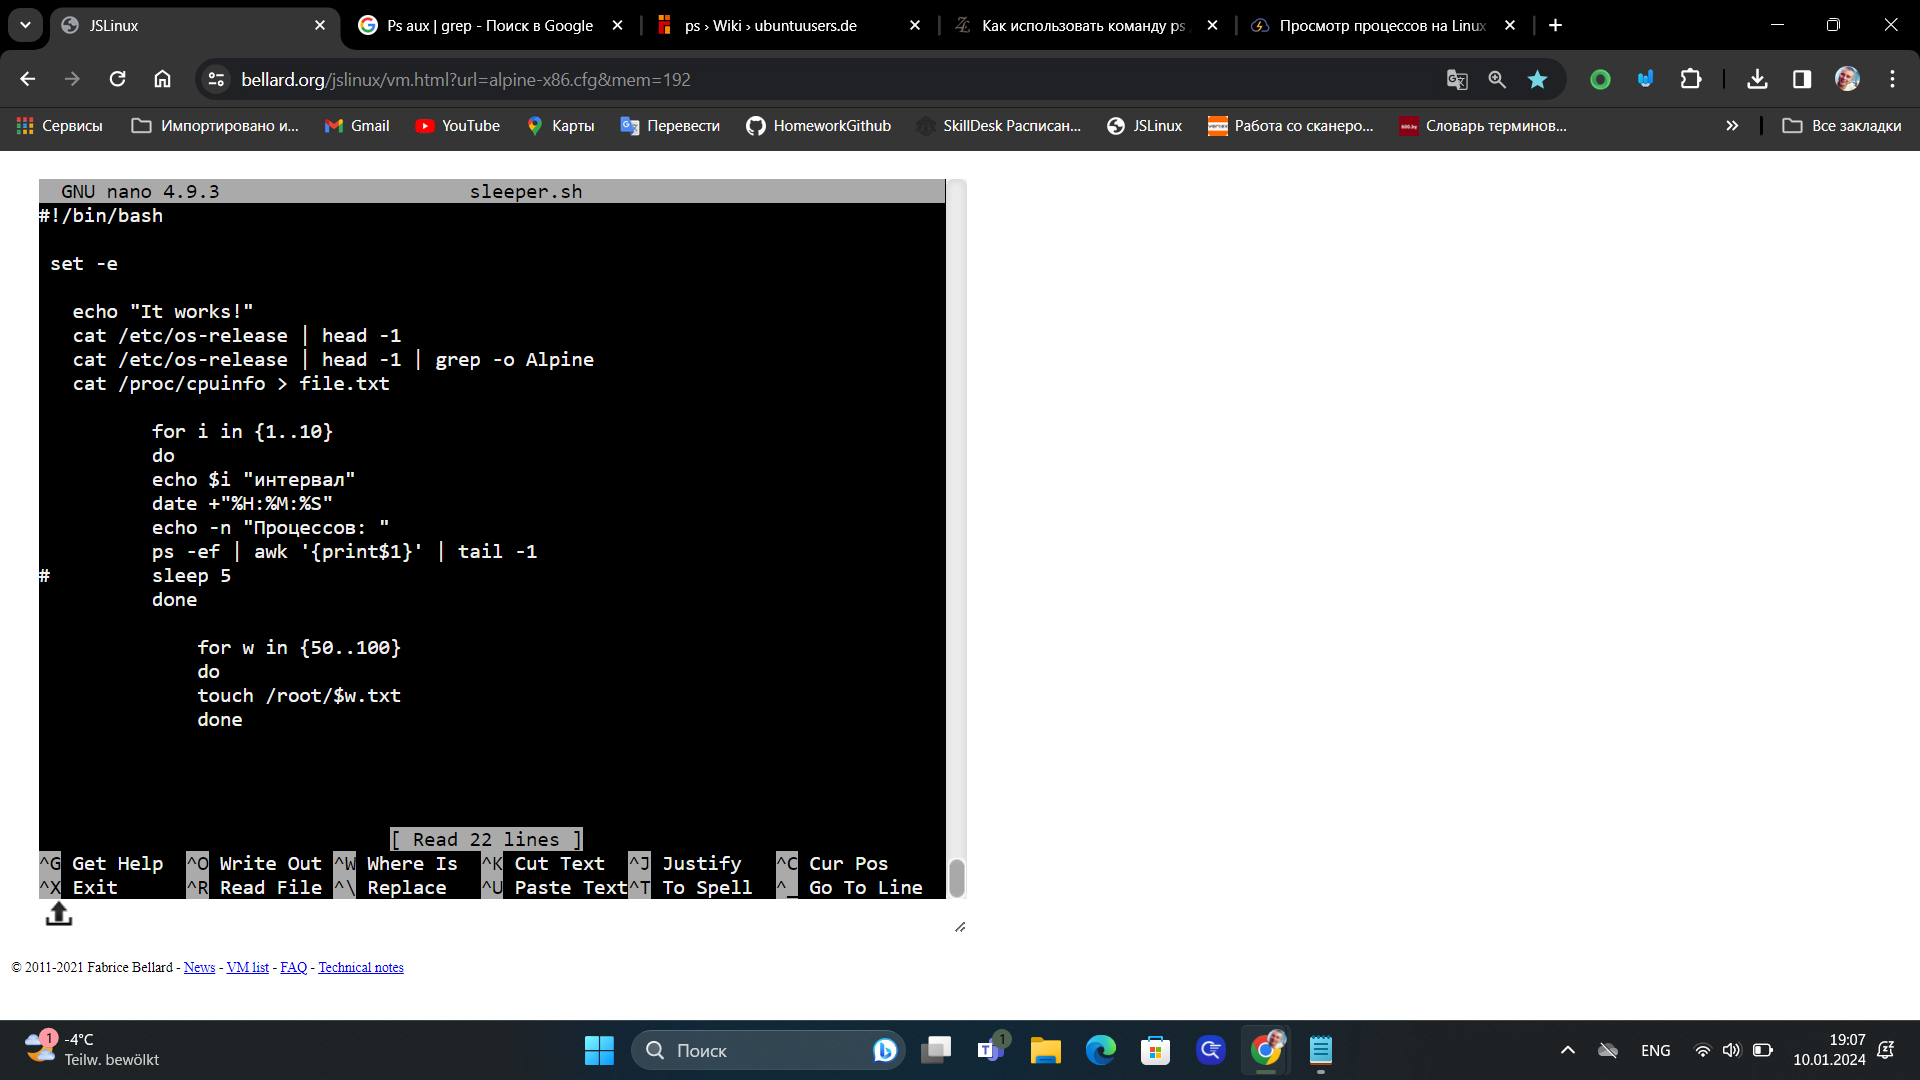 JSLinux
Ps aux | grep - Поиск в Google
ps › Wiki › ubuntuusers.de
Как использовать команду ps
Просмотр процессов на Linux
bellard.org/jslinux/vm.html?url=alpine-x86.cfg&mem=192
Сервисы
Импортировано и...
Gmail
YouTube
Карты
Перевести
HomeworkGithub
SkillDesk Расписан...
JSLinux
Работа со сканеро...
Словарь терминов...
Все закладки
GNU nano 4.9.3 sleeper.sh
#!/bin/bash
set -e
echo "It works!"
cat /etc/os-release | head -1
cat /etc/os-release | head -1 | grep -o Alpine
cat /proc/cpuinfo > file.txt
for i in {1..10}
do
echo $i "интервал"
date +"%H:%M:%S"
echo -n "Процессов: "
ps -ef | awk '{print$1}' | tail -1
# sleep 5
done
for w in {50..100}
do
touch /root/$w.txt
done
[ Read 22 lines ]
^G Get Help ^O Write Out ^W Where Is ^K Cut Text ^J Justify ^C Cur Pos
^X Exit ^R Read File ^\ Replace ^U Paste Text^T To Spell ^_ Go To Line
© 2011-2021 Fabrice Bellard - News - VM list - FAQ - Technical notes
1
-4°C
Teilw. bewölkt
Поиск
1
ENG
19:07
10.01.2024